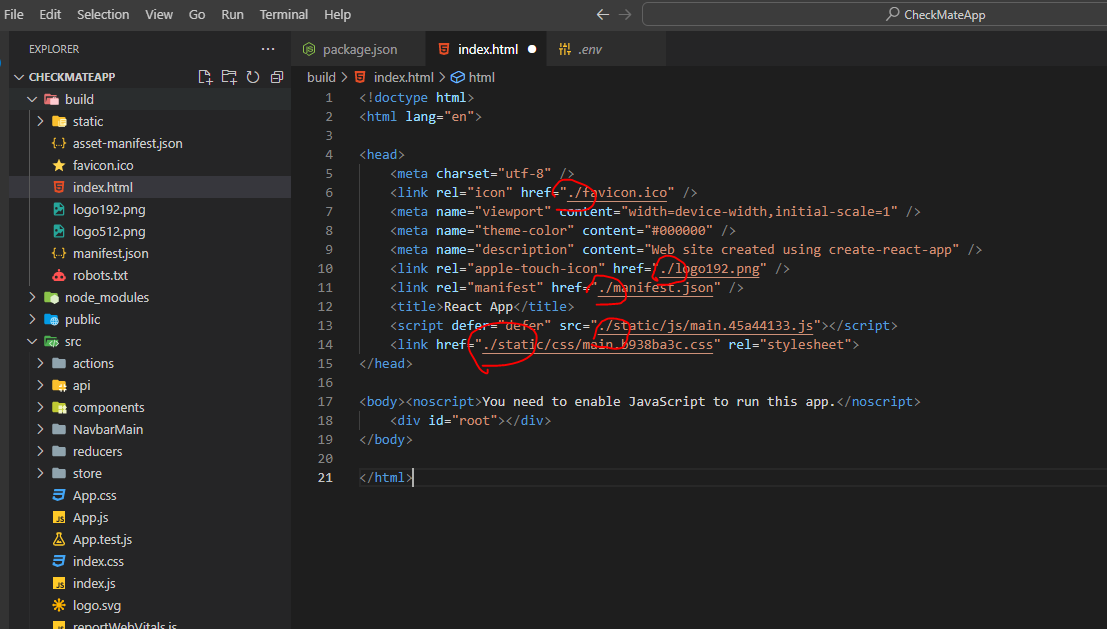 File Edit Selection View Go Run Terminal Help CheckMateApp
EXPLORER ...
CHECKMATEAPP
build
static
asset-manifest.json
favicon.ico
index.html
logo192.png
logo512.png
manifest.json
robots.txt
node_modules
public
src
actions
api
components
NavbarMain
reducers
store
App.css
App.js
App.test.js
index.css
index.js
logo.svg
reportWebVitals.js
package.json index.html .env
build > index.html > html
1 <!doctype html>
2 <html lang="en">
3
4 <head>
5 <meta charset="utf-8" />
6 <link rel="icon" href="./favicon.ico" />
7 <meta name="viewport" content="width=device-width,initial-scale=1" />
8 <meta name="theme-color" content="#000000" />
9 <meta name="description" content="Web site created using create-react-app" />
10 <link rel="apple-touch-icon" href="./logo192.png" />
11 <link rel="manifest" href="./manifest.json" />
12 <title>React App</title>
13 <script defer="defer" src="./static/js/main.45a44133.js"></script>
14 <link href="./static/css/main.b938ba3c.css" rel="stylesheet">
15 </head>
16
17 <body><noscript>You need to enable JavaScript to run this app.</noscript>
18 <div id="root"></div>
19 </body>
20
21 </html>